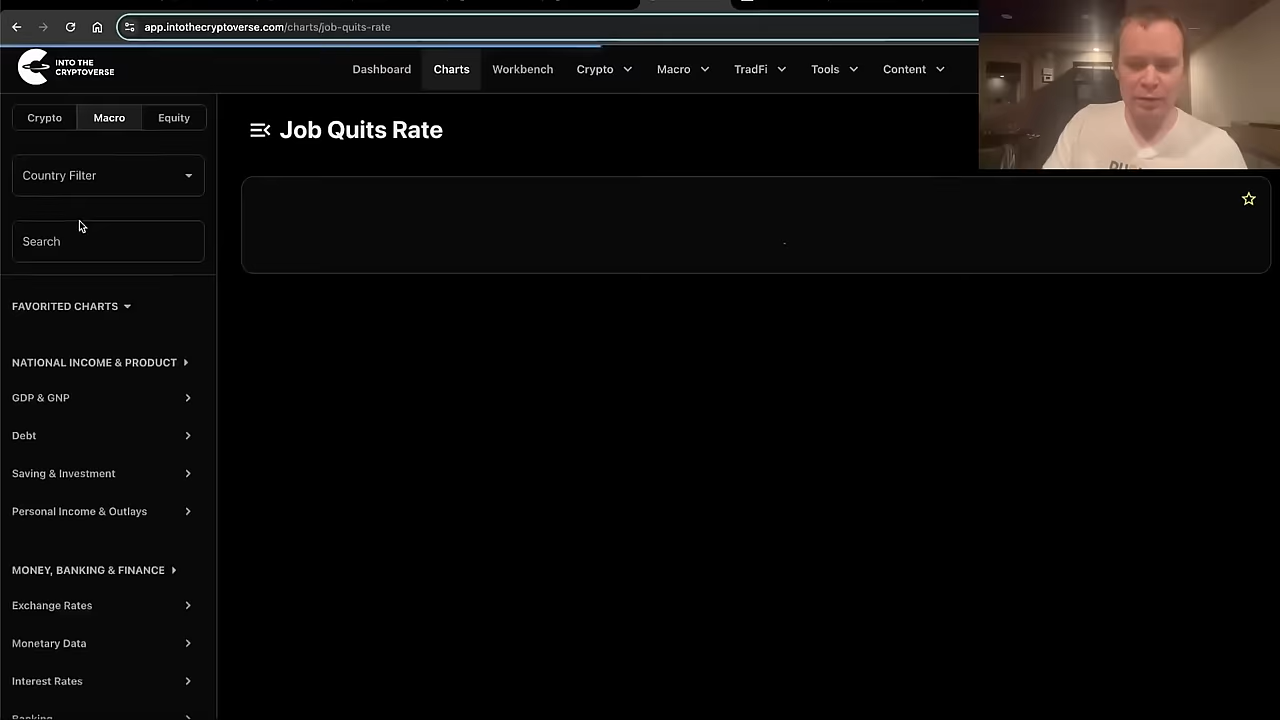 app.intothecryptoverse.com/charts/job-quits-rate
INTO THE
CRYPTOVERSE
Dashboard
Charts
Workbench
Crypto
Macro
TradFi
Tools
Content
Crypto
Macro
Equity
Job Quits Rate
Country Filter
Search
FAVORITED CHARTS
NATIONAL INCOME & PRODUCT
GDP & GNP
Debt
Saving & Investment
Personal Income & Outlays
MONEY, BANKING & FINANCE
Exchange Rates
Monetary Data
Interest Rates
Banking